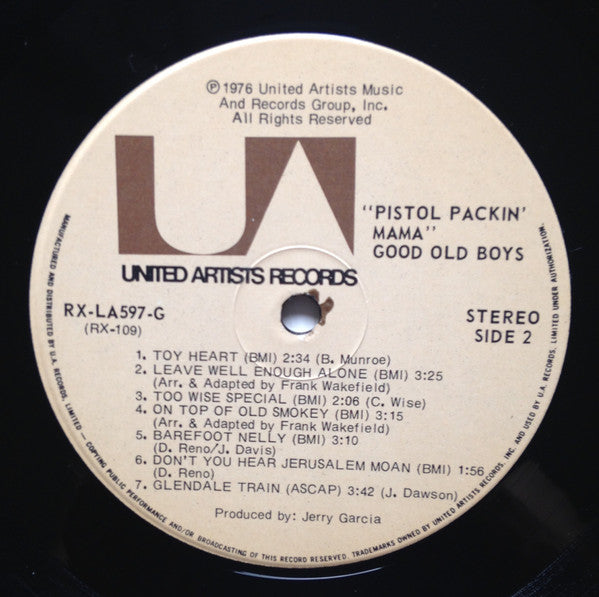 ℗ 1976 United Artists Music
And Records Group, Inc.
All Rights Reserved
UA
UNITED ARTISTS RECORDS
"PISTOL PACKIN'
MAMA"
GOOD OLD BOYS
RX-LA597-G
(RX-109)
STEREO
SIDE 2
1. TOY HEART (BMI) 2:34 (B. Munroe)
2. LEAVE WELL ENOUGH ALONE (BMI) 3:25
(Arr. & Adapted by Frank Wakefield)
3. TOO WISE SPECIAL (BMI) 2:06 (C. Wise)
4. ON TOP OF OLD SMOKEY (BMI) 3:15
(Arr. & Adapted by Frank Wakefield)
5. BAREFOOT NELLY (BMI) 3:10
(D. Reno/J. Davis)
6. DON'T YOU HEAR JERUSALEM MOAN (BMI) 1:56
(D. Reno)
7. GLENDALE TRAIN (ASCAP) 3:42 (J. Dawson)
Produced by: Jerry Garcia
MANUFACTURED AND DISTRIBUTED BY U.A. RECORDS, LIMITED — COPYING PUBLIC PERFORMANCE AND/OR BROADCASTING OF THIS RECORD RESERVED. TRADEMARKS OWNED BY UNITED ARTISTS RECORDS, INC. AND USED BY U.A. RECORDS, LIMITED UNDER AUTHORIZATION.